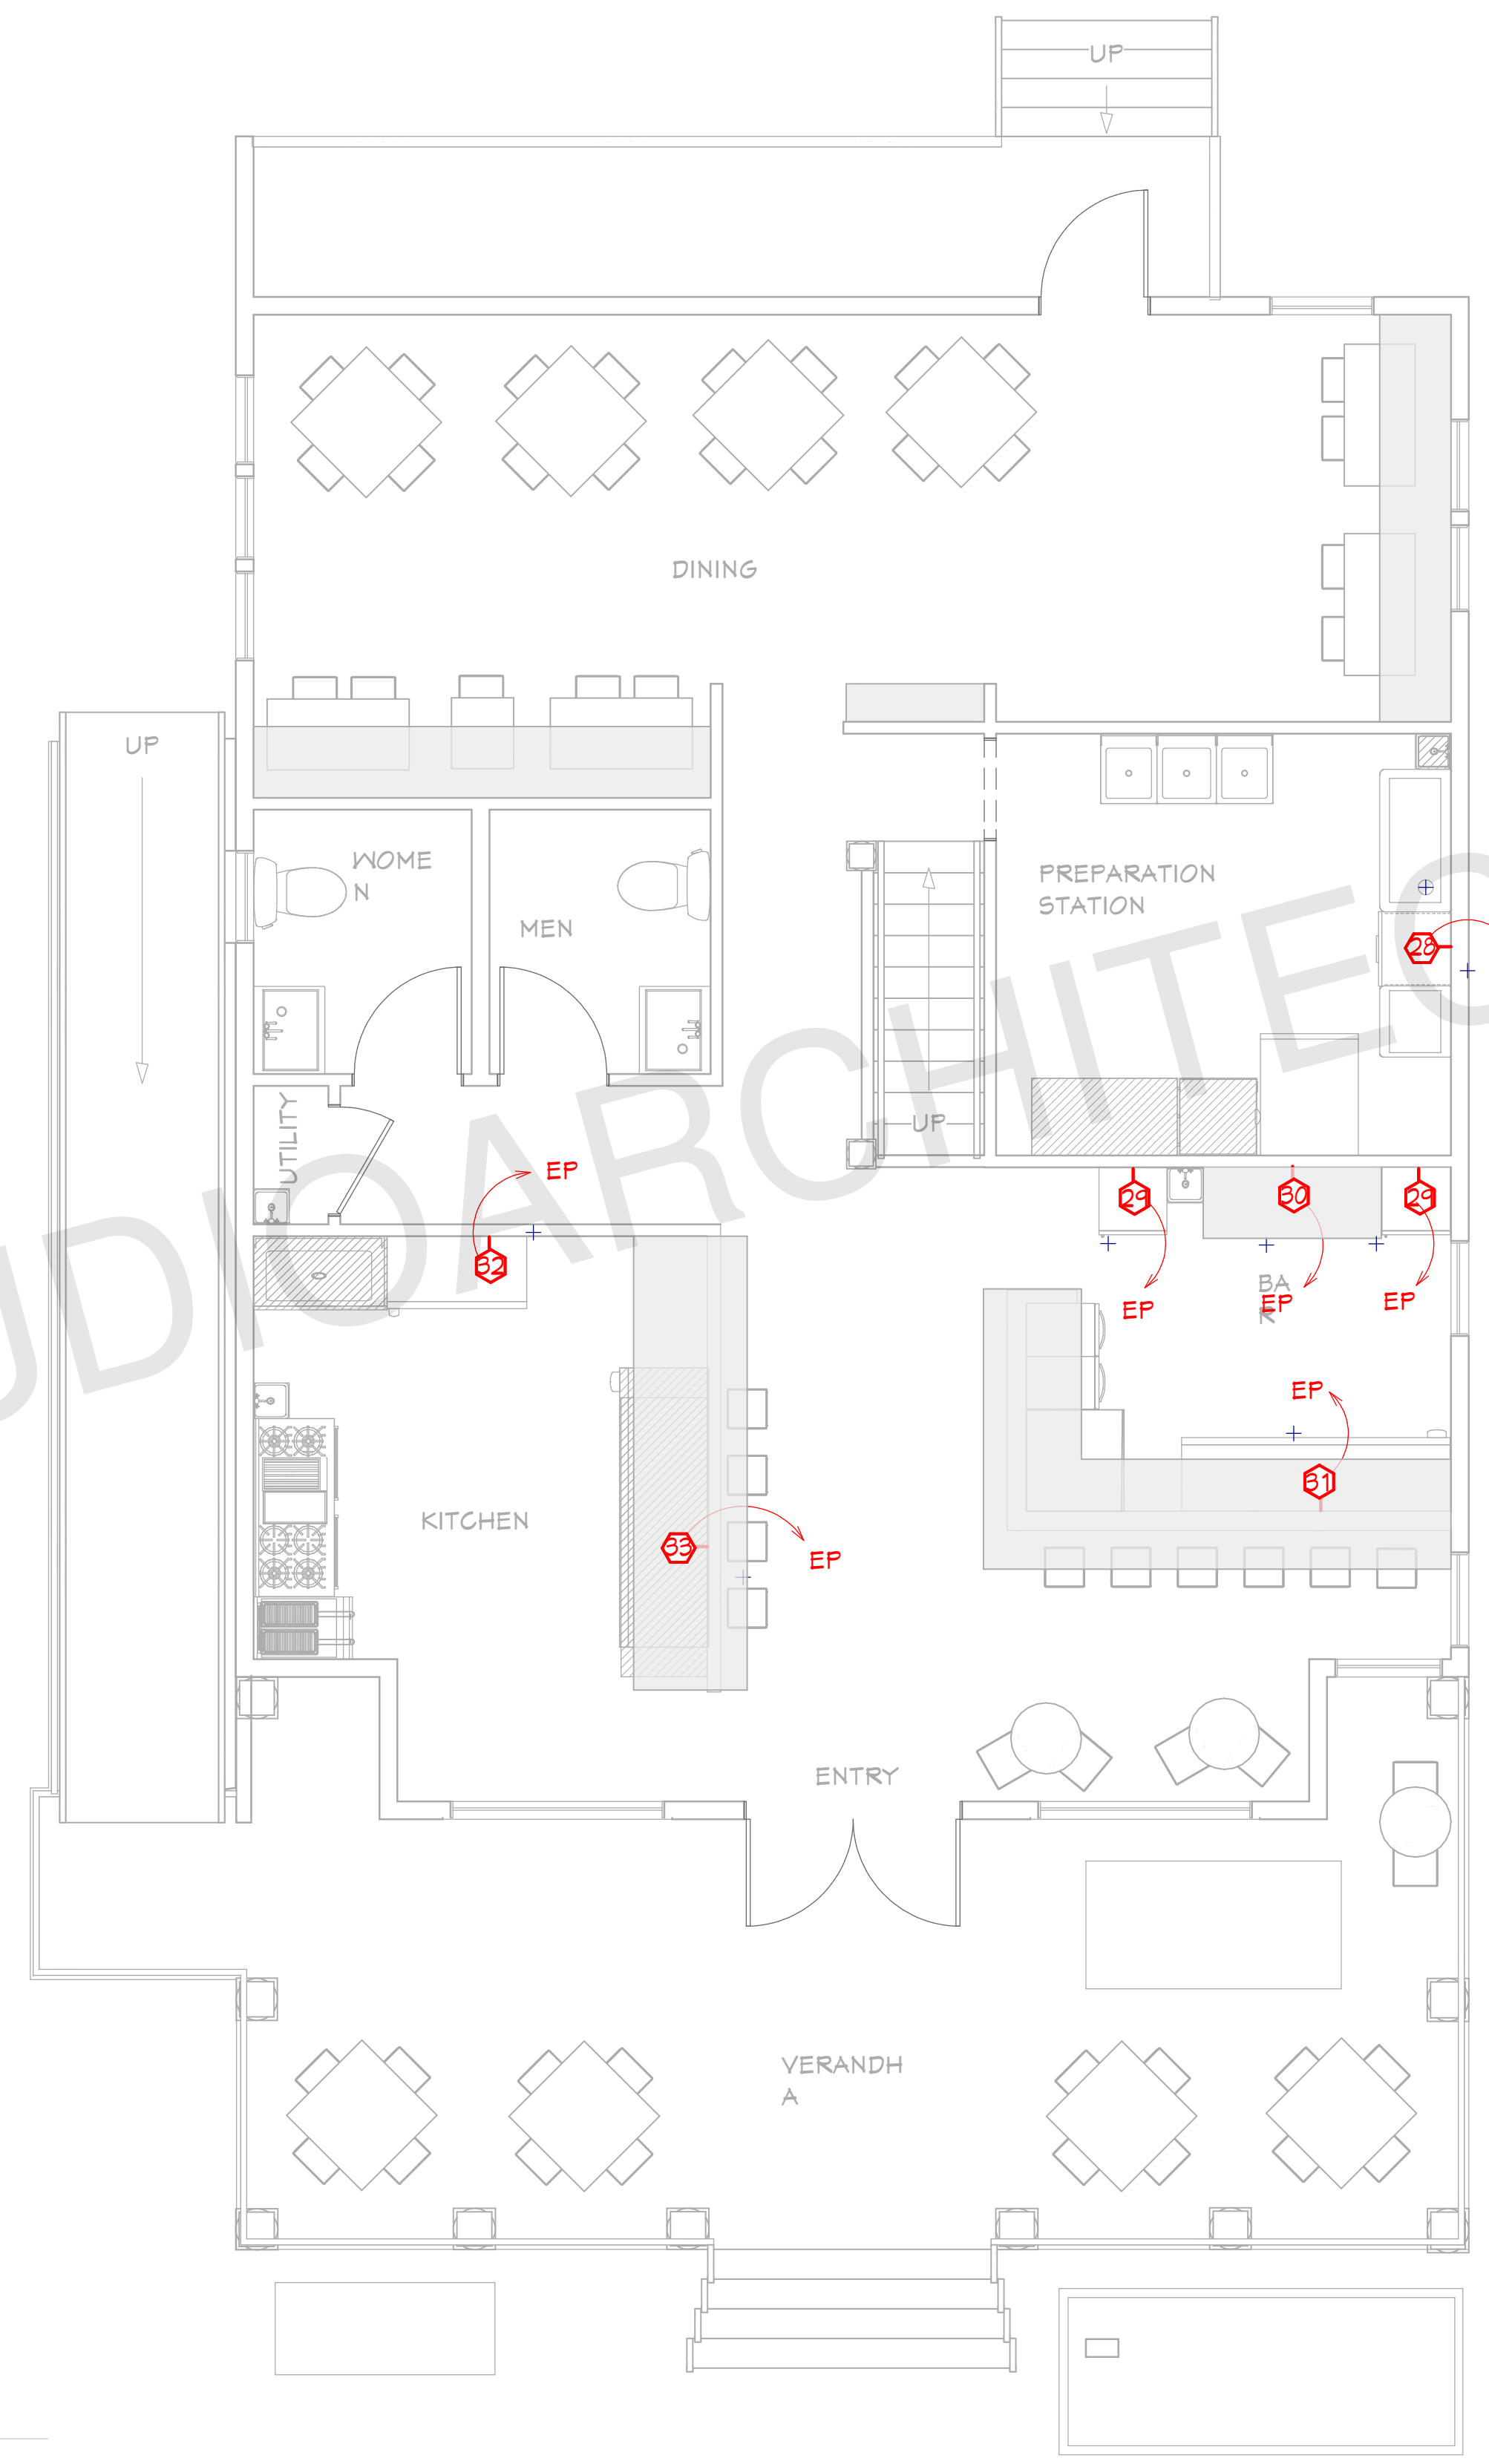 UP
DINING
UP
WOME
N
MEN
PREPARATION
STATION
28
UDIOARCHITEC
UTILITY
UP
EP
29
30
29
32
BA
R
EP
EP
EP
EP
31
KITCHEN
33
EP
ENTRY
VERANDH
A